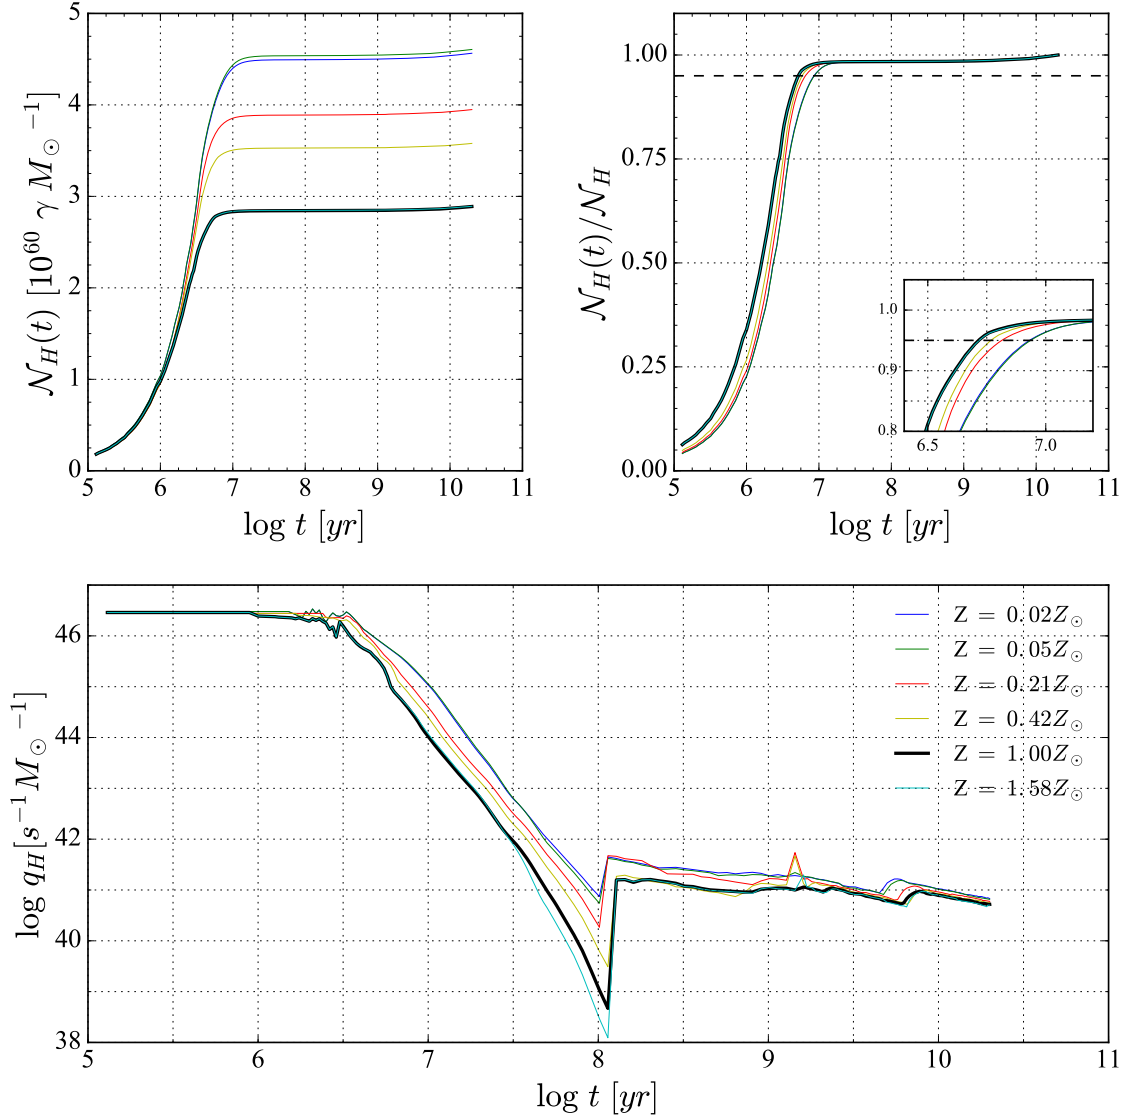 5
4
3
2
1
0
5 6 7 8 9 10 11
𝒩_H(t) [10^60 γ M_⊙^−1]
log t [yr]
1.00
0.75
0.50
0.25
0.00
5 6 7 8 9 10 11
𝒩_H(t)/𝒩_H
log t [yr]
1.0
0.9
0.8
6.5 7.0
46
44
42
40
38
5 6 7 8 9 10 11
log q_H[s^−1 M_⊙^−1]
log t [yr]
Z = 0.02Z_⊙
Z = 0.05Z_⊙
Z = 0.21Z_⊙
Z = 0.42Z_⊙
Z = 1.00Z_⊙
Z = 1.58Z_⊙